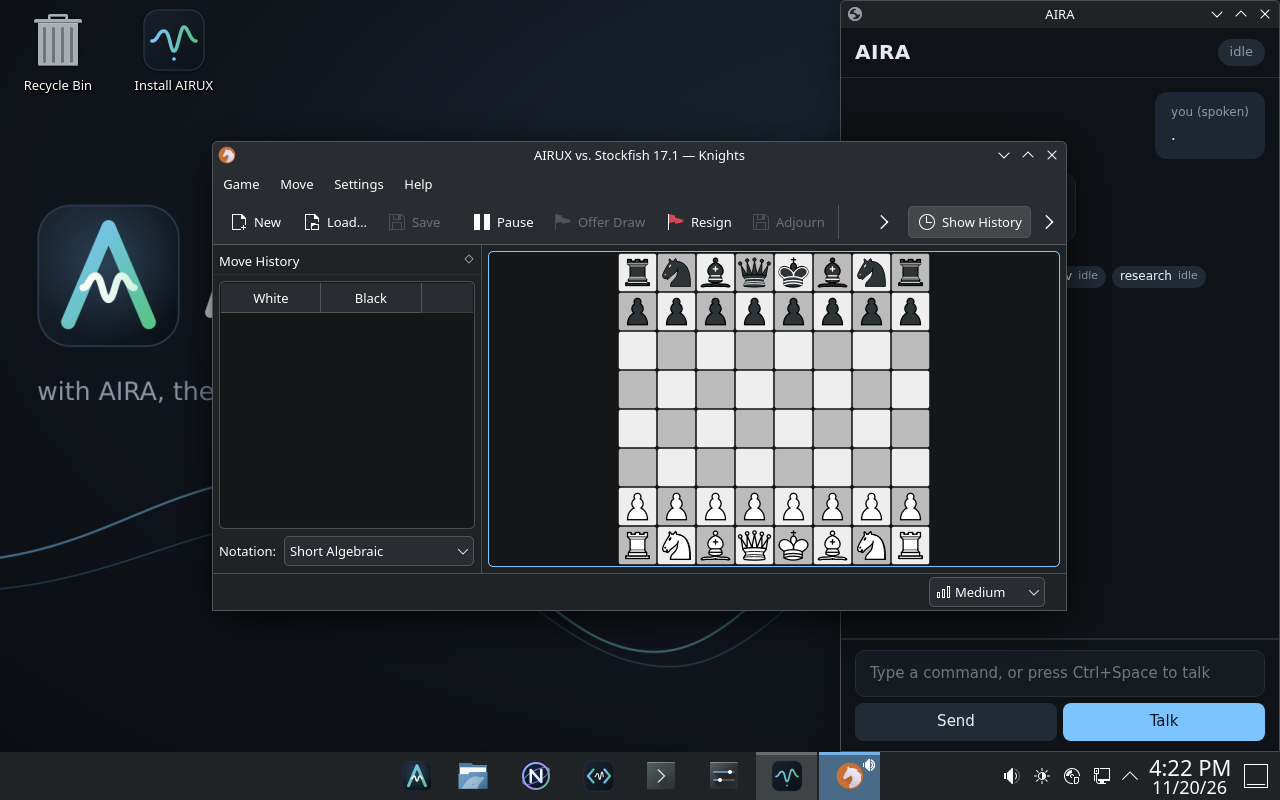 AIRA
AIRA
idle
Recycle Bin
Install AIRUX
you (spoken)
.
AIRUX vs. Stockfish 17.1 — Knights
Game Move Settings Help
New Load... Save Pause Offer Draw Resign Adjourn Show History
Move History
White Black
idle research idle
with AIRA, the
Notation: Short Algebraic
Medium
Type a command, or press Ctrl+Space to talk
Send Talk
4:22 PM
11/20/26